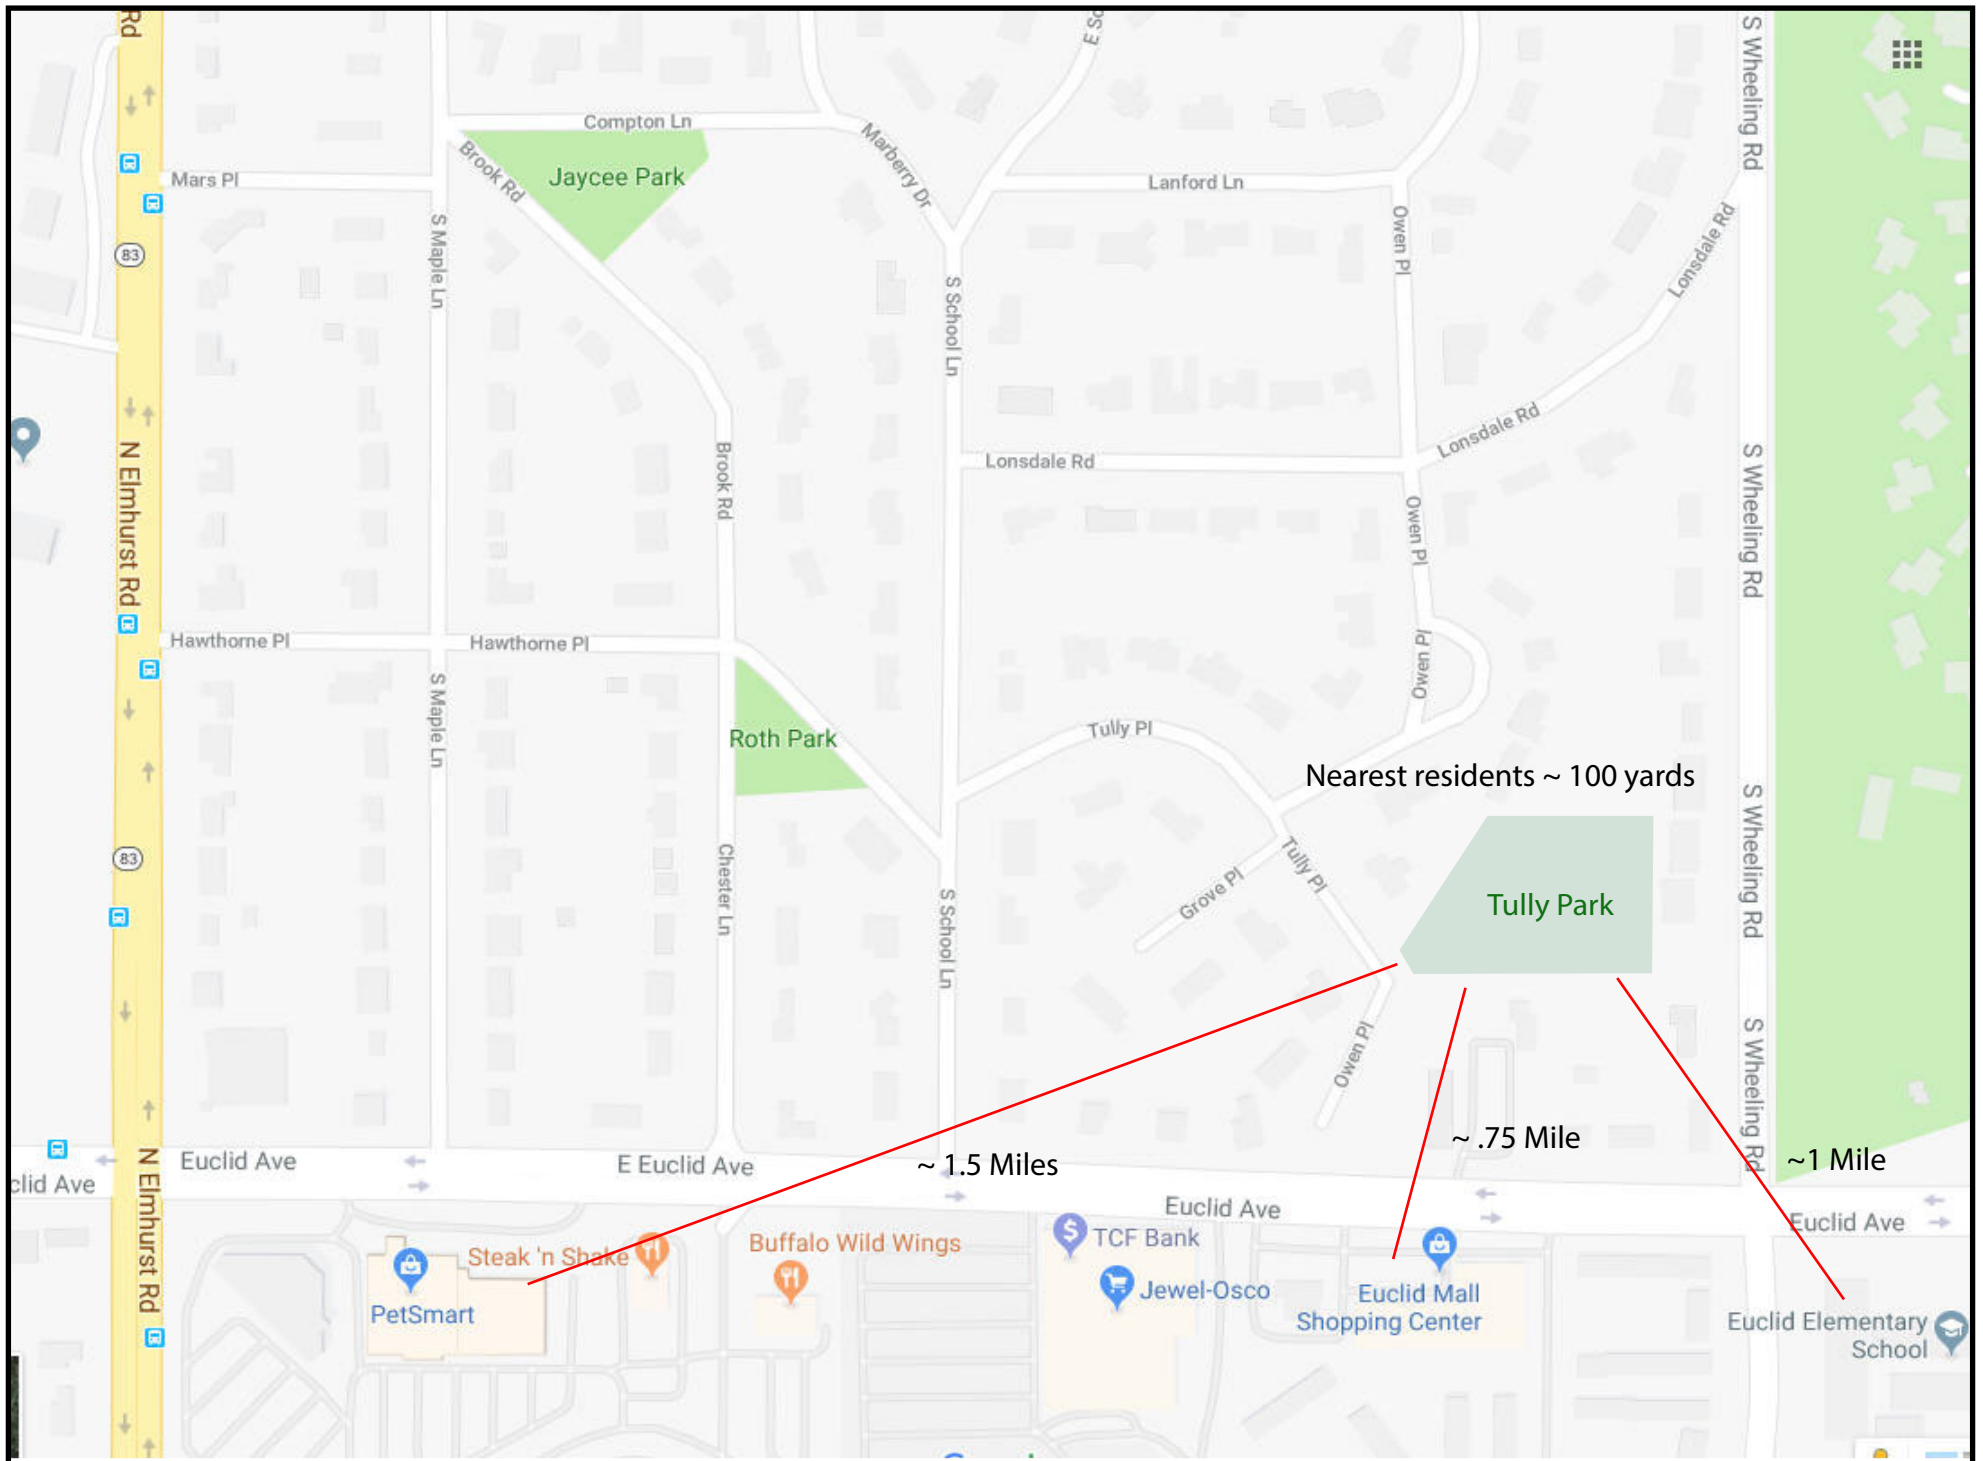 Rd
E Sc
S Wheeling Rd
Compton Ln
Marberry Dr
Brook Rd
Jaycee Park
Mars Pl
Lanford Ln
S Maple Ln
Owen Pl
Lonsdale Rd
83
S School Ln
N Elmhurst Rd
Brook Rd
Lonsdale Rd
Lonsdale Rd
S Wheeling Rd
Owen Pl
Hawthorne Pl
Hawthorne Pl
Owen Pl
S Maple Ln
Roth Park
Tully Pl
Nearest residents ~ 100 yards
S Wheeling Rd
83
Chester Ln
Tully Pl
Grove Pl
Tully Park
S School Ln
Owen Pl
S Wheeling Rd
~ .75 Mile
~1 Mile
~ 1.5 Miles
Euclid Ave
E Euclid Ave
clid Ave
N Elmhurst Rd
Euclid Ave
Euclid Ave
TCF Bank
Steak 'n Shake
Buffalo Wild Wings
PetSmart
Jewel-Osco
Euclid Mall
Shopping Center
Euclid Elementary
School